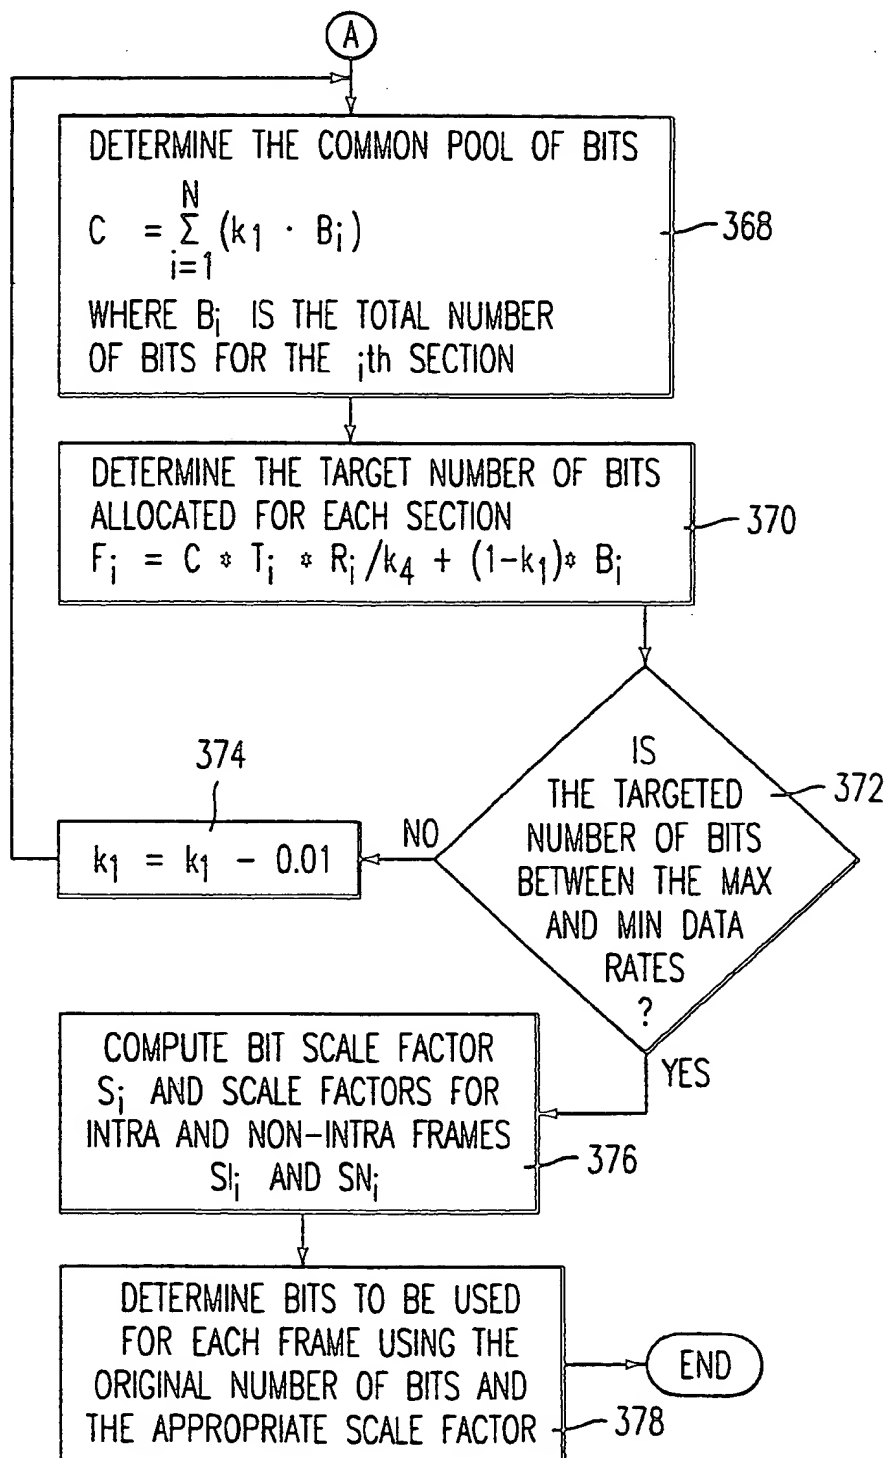 A
DETERMINE THE COMMON POOL OF BITS
N
C = Σ (k1 · Bi)
i=1
WHERE Bi IS THE TOTAL NUMBER
OF BITS FOR THE ith SECTION
368
DETERMINE THE TARGET NUMBER OF BITS
ALLOCATED FOR EACH SECTION
Fi = C * Ti * Ri/k4 + (1-k1)* Bi
370
IS
THE TARGETED
NUMBER OF BITS
BETWEEN THE MAX
AND MIN DATA
RATES
?
372
NO
374
k1 = k1 - 0.01
YES
COMPUTE BIT SCALE FACTOR
Si AND SCALE FACTORS FOR
INTRA AND NON-INTRA FRAMES
SIi AND SNi
376
DETERMINE BITS TO BE USED
FOR EACH FRAME USING THE
ORIGINAL NUMBER OF BITS AND
THE APPROPRIATE SCALE FACTOR
378
END